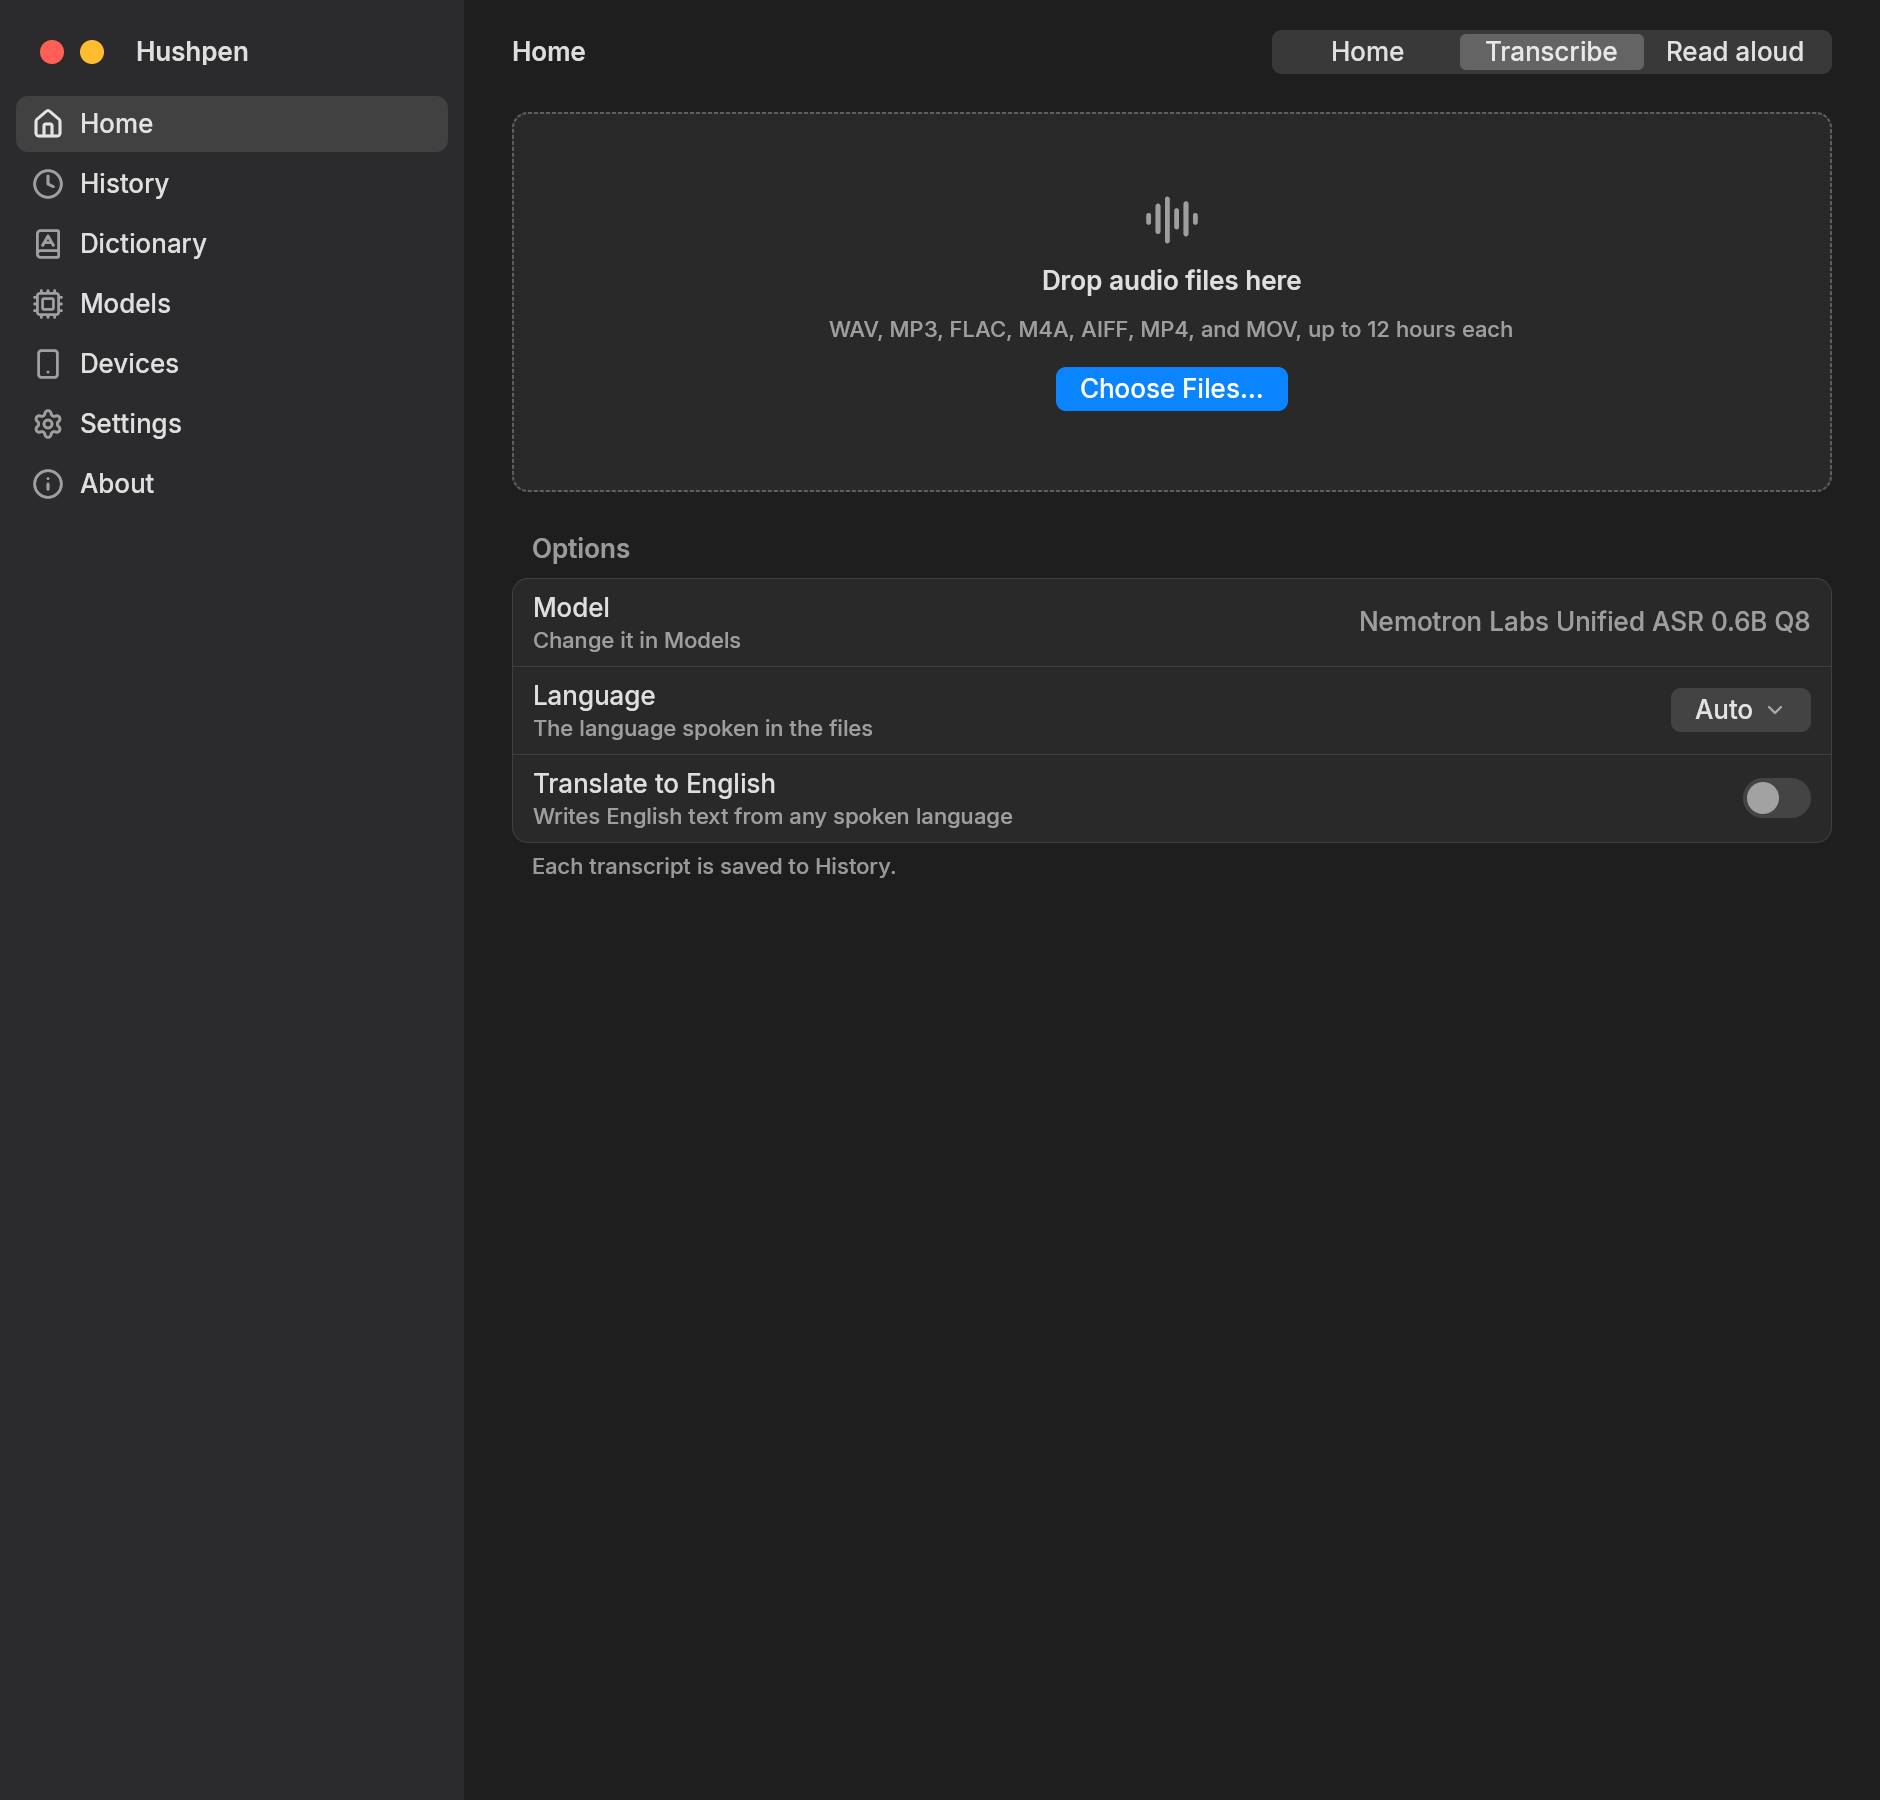 Hushpen
Home
History
Dictionary
Models
Devices
Settings
About
Home
Home Transcribe Read aloud
Drop audio files here
WAV, MP3, FLAC, M4A, AIFF, MP4, and MOV, up to 12 hours each
Choose Files...
Options
Model
Change it in Models
Nemotron Labs Unified ASR 0.6B Q8
Language
The language spoken in the files
Auto
Translate to English
Writes English text from any spoken language
Each transcript is saved to History.